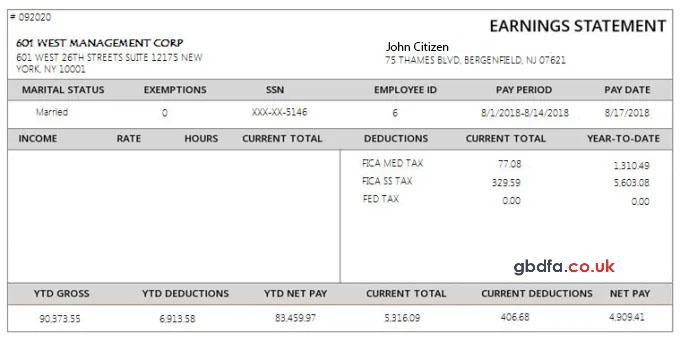 # 092020
EARNINGS STATEMENT
601 WEST MANAGEMENT CORP
601 WEST 26TH STREETS SUITE 12175 NEW
YORK, NY 10001
John Citizen
75 THAMES BLVD, BERGENFIELD, NJ 07621
MARITAL STATUS EXEMPTIONS SSN EMPLOYEE ID PAY PERIOD PAY DATE
Married 0 XXX-XX-5146 6 8/1/2018-8/14/2018 8/17/2018
INCOME RATE HOURS CURRENT TOTAL DEDUCTIONS CURRENT TOTAL YEAR-TO-DATE
FICA MED TAX 77.08 1,310.49
FICA SS TAX 329.59 5,603.08
FED TAX 0.00 0.00
gbdfa.co.uk
YTD GROSS YTD DEDUCTIONS YTD NET PAY CURRENT TOTAL CURRENT DEDUCTIONS NET PAY
90,373.55 6,913.58 83,459.97 5,316.09 406.68 4,909.41